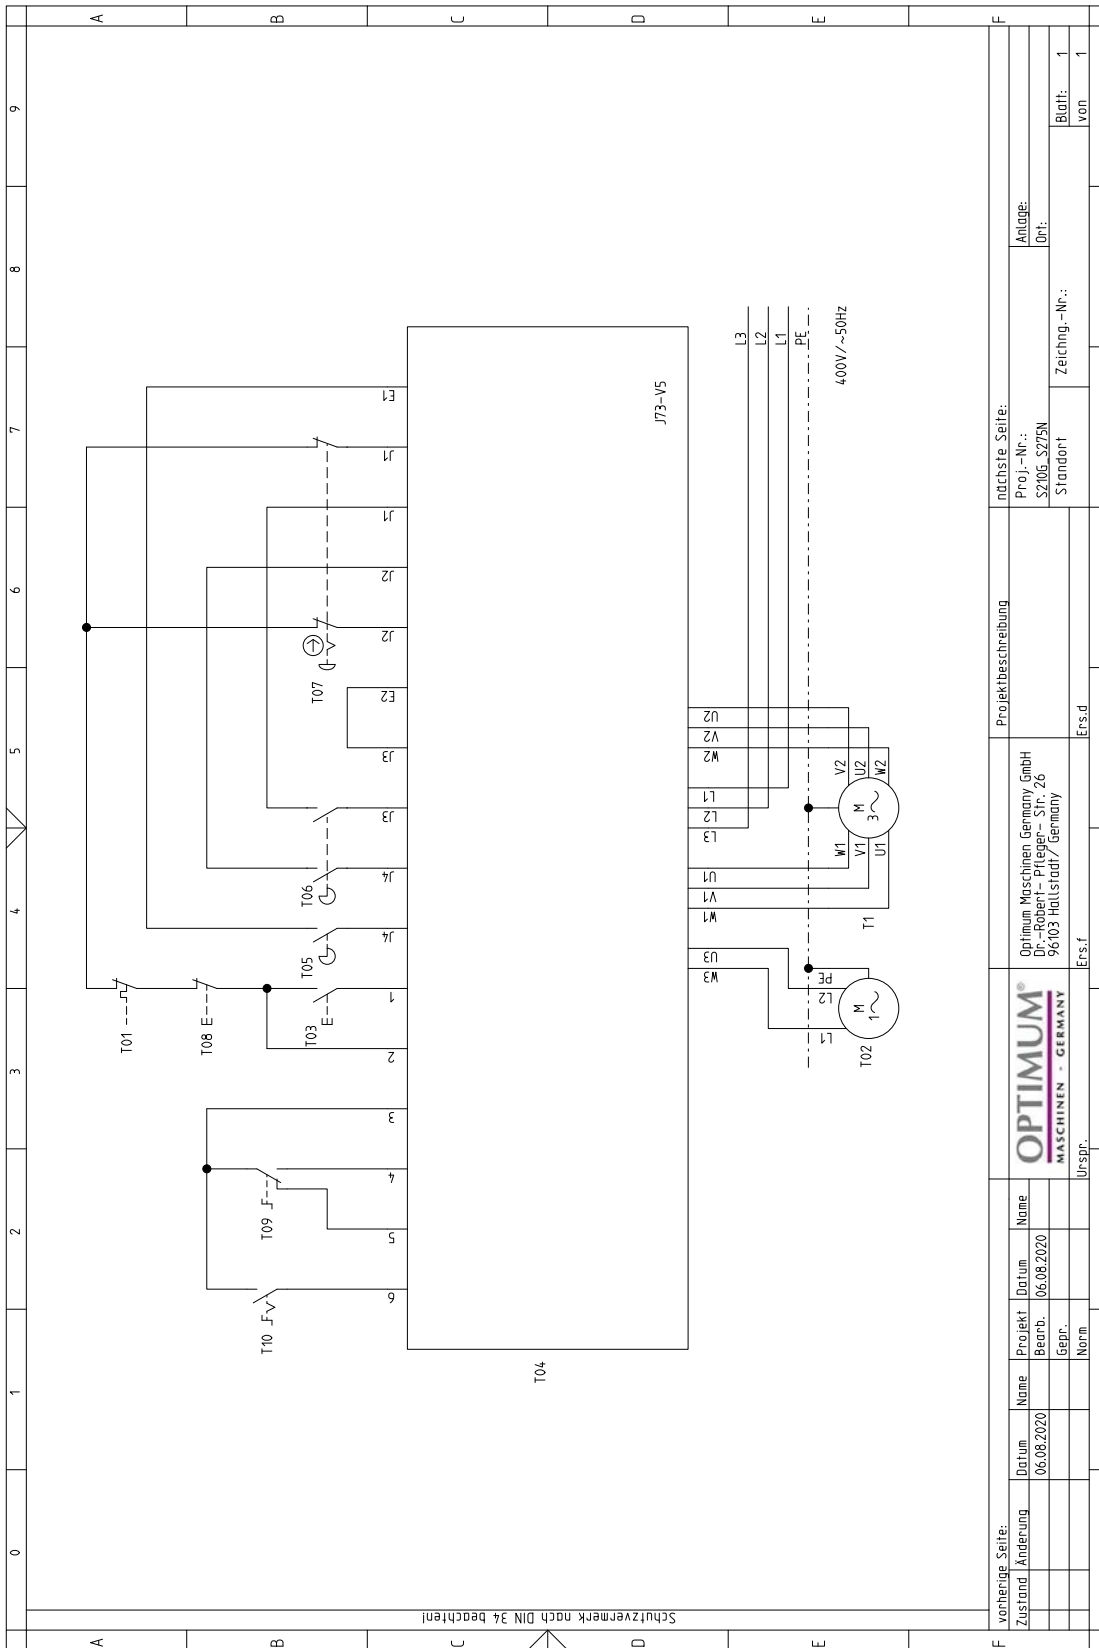 0 1 2 3 4 5 6 7 8 9
A A
B B
C C
D D
E
E
F F
T01
T08
T03
T05
T06
T07
T09
T10
6
5
4
3
2
1
J4
J4
J3
J3
E2
J2
J2
J1
J1
E1
T04
J73-V5
W3
U3
W1
V1
U1
L3
L2
L1
W2
V2
U2
L3
L2
L1
PE
400V/~50Hz
L1
L2
PE
M
1~
T02
T1
W1
V1
U1
M
3~
V2
U2
W2
Schutzvermerk nach DIN 34 beachten!
vorherige Seite:
Projektbeschreibung
nächste Seite:
Zustand Änderung Datum Name Projekt Datum Name
06.08.2020 Bearb. 06.08.2020
Gepr.
Norm
Urspr.
OPTIMUM®
MASCHINEN - GERMANY
Optimum Maschinen Germany GmbH
Dr.-Robert- Pfleger- Str. 26
96103 Hallstadt/ Germany
Ers.f
Ers.d
Proj.-Nr.:
S210G_S275N
Standort
Anlage:
Ort:
Zeichng.-Nr.:
Blatt: 1
von 1